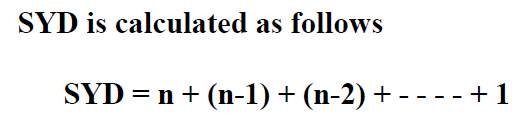 SYD is calculated as follows
SYD = n + (n-1) + (n-2) + - - - - + 1